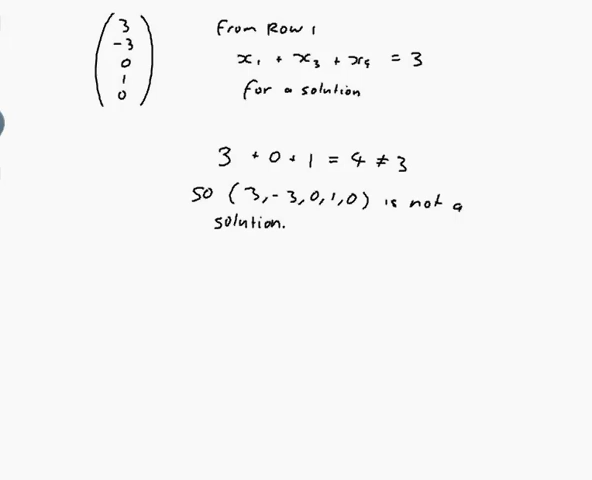 3
-3
0
1
0
From Row 1
x₁ + x₃ + x₄ = 3
for a solution
3 + 0 + 1 = 4 ≠ 3
so (3, -3, 0, 1, 0) is not a
solution.